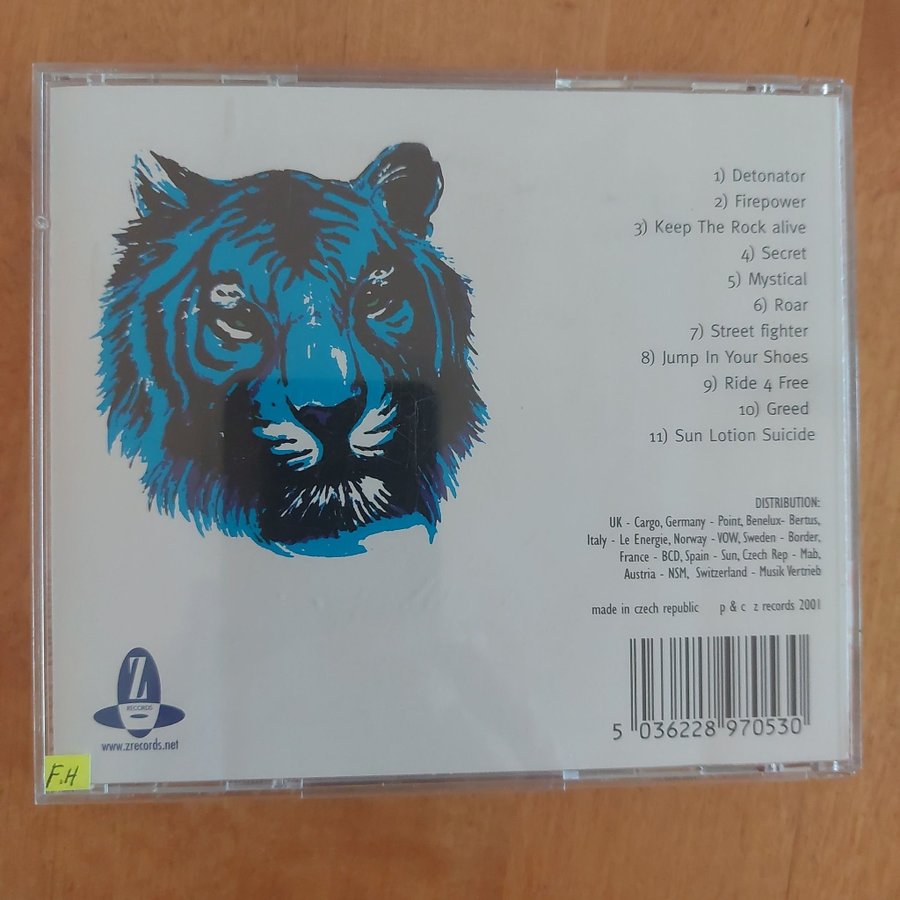 1) Detonator
2) Firepower
3) Keep The Rock alive
4) Secret
5) Mystical
6) Roar
7) Street fighter
8) Jump In Your Shoes
9) Ride 4 Free
10) Greed
11) Sun Lotion Suicide
DISTRIBUTION:
UK - Cargo, Germany - Point, Benelux- Bertus,
Italy - Le Energie, Norway - VOW, Sweden - Border,
France - BCD, Spain - Sun, Czech Rep - Mab,
Austria - NSM, Switzerland - Musik Vertrieb
made in czech republic p & c z records 2001
5 036228 970530
Z
RECORDS
www.zrecords.net
F.H